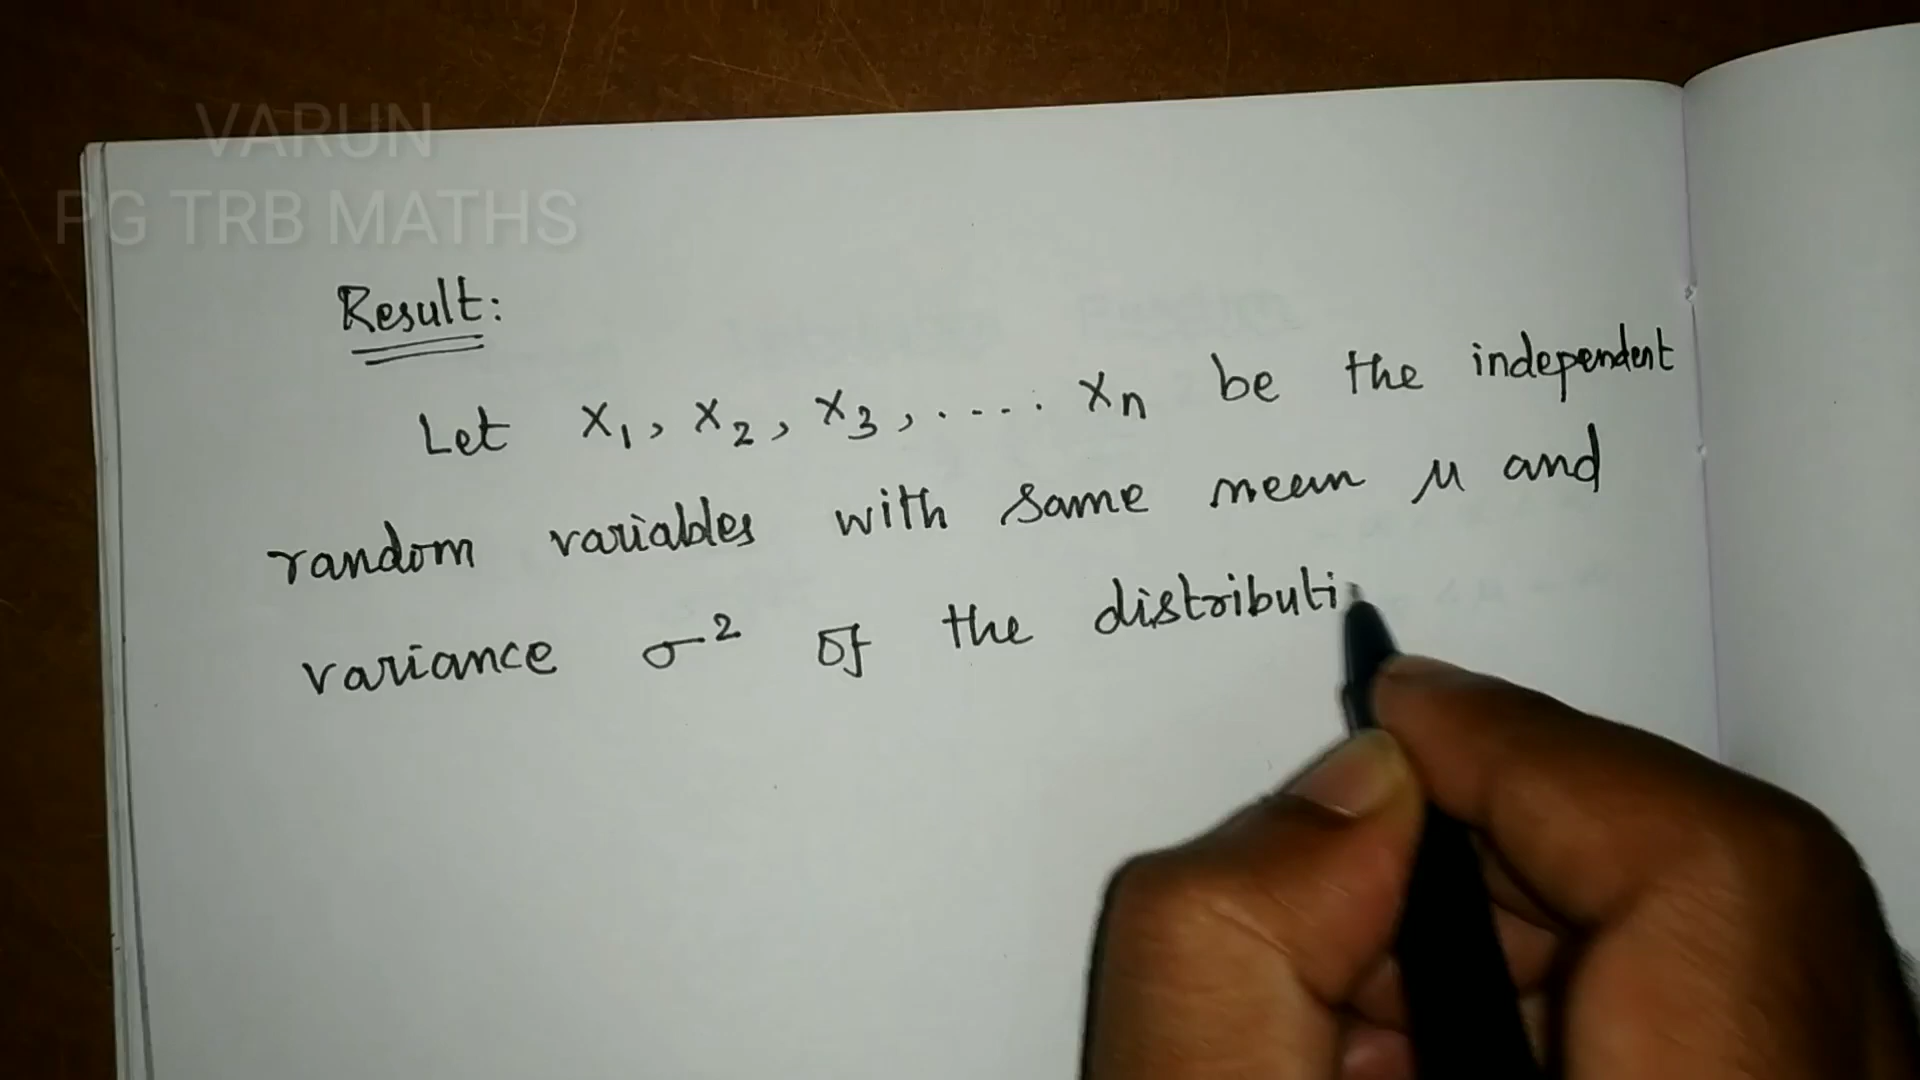 VARUN
PG TRB MATHS
Result:
Let X₁, X₂, X₃, .... Xn be the independent
random variables with same mean μ and
variance σ² of the distributi